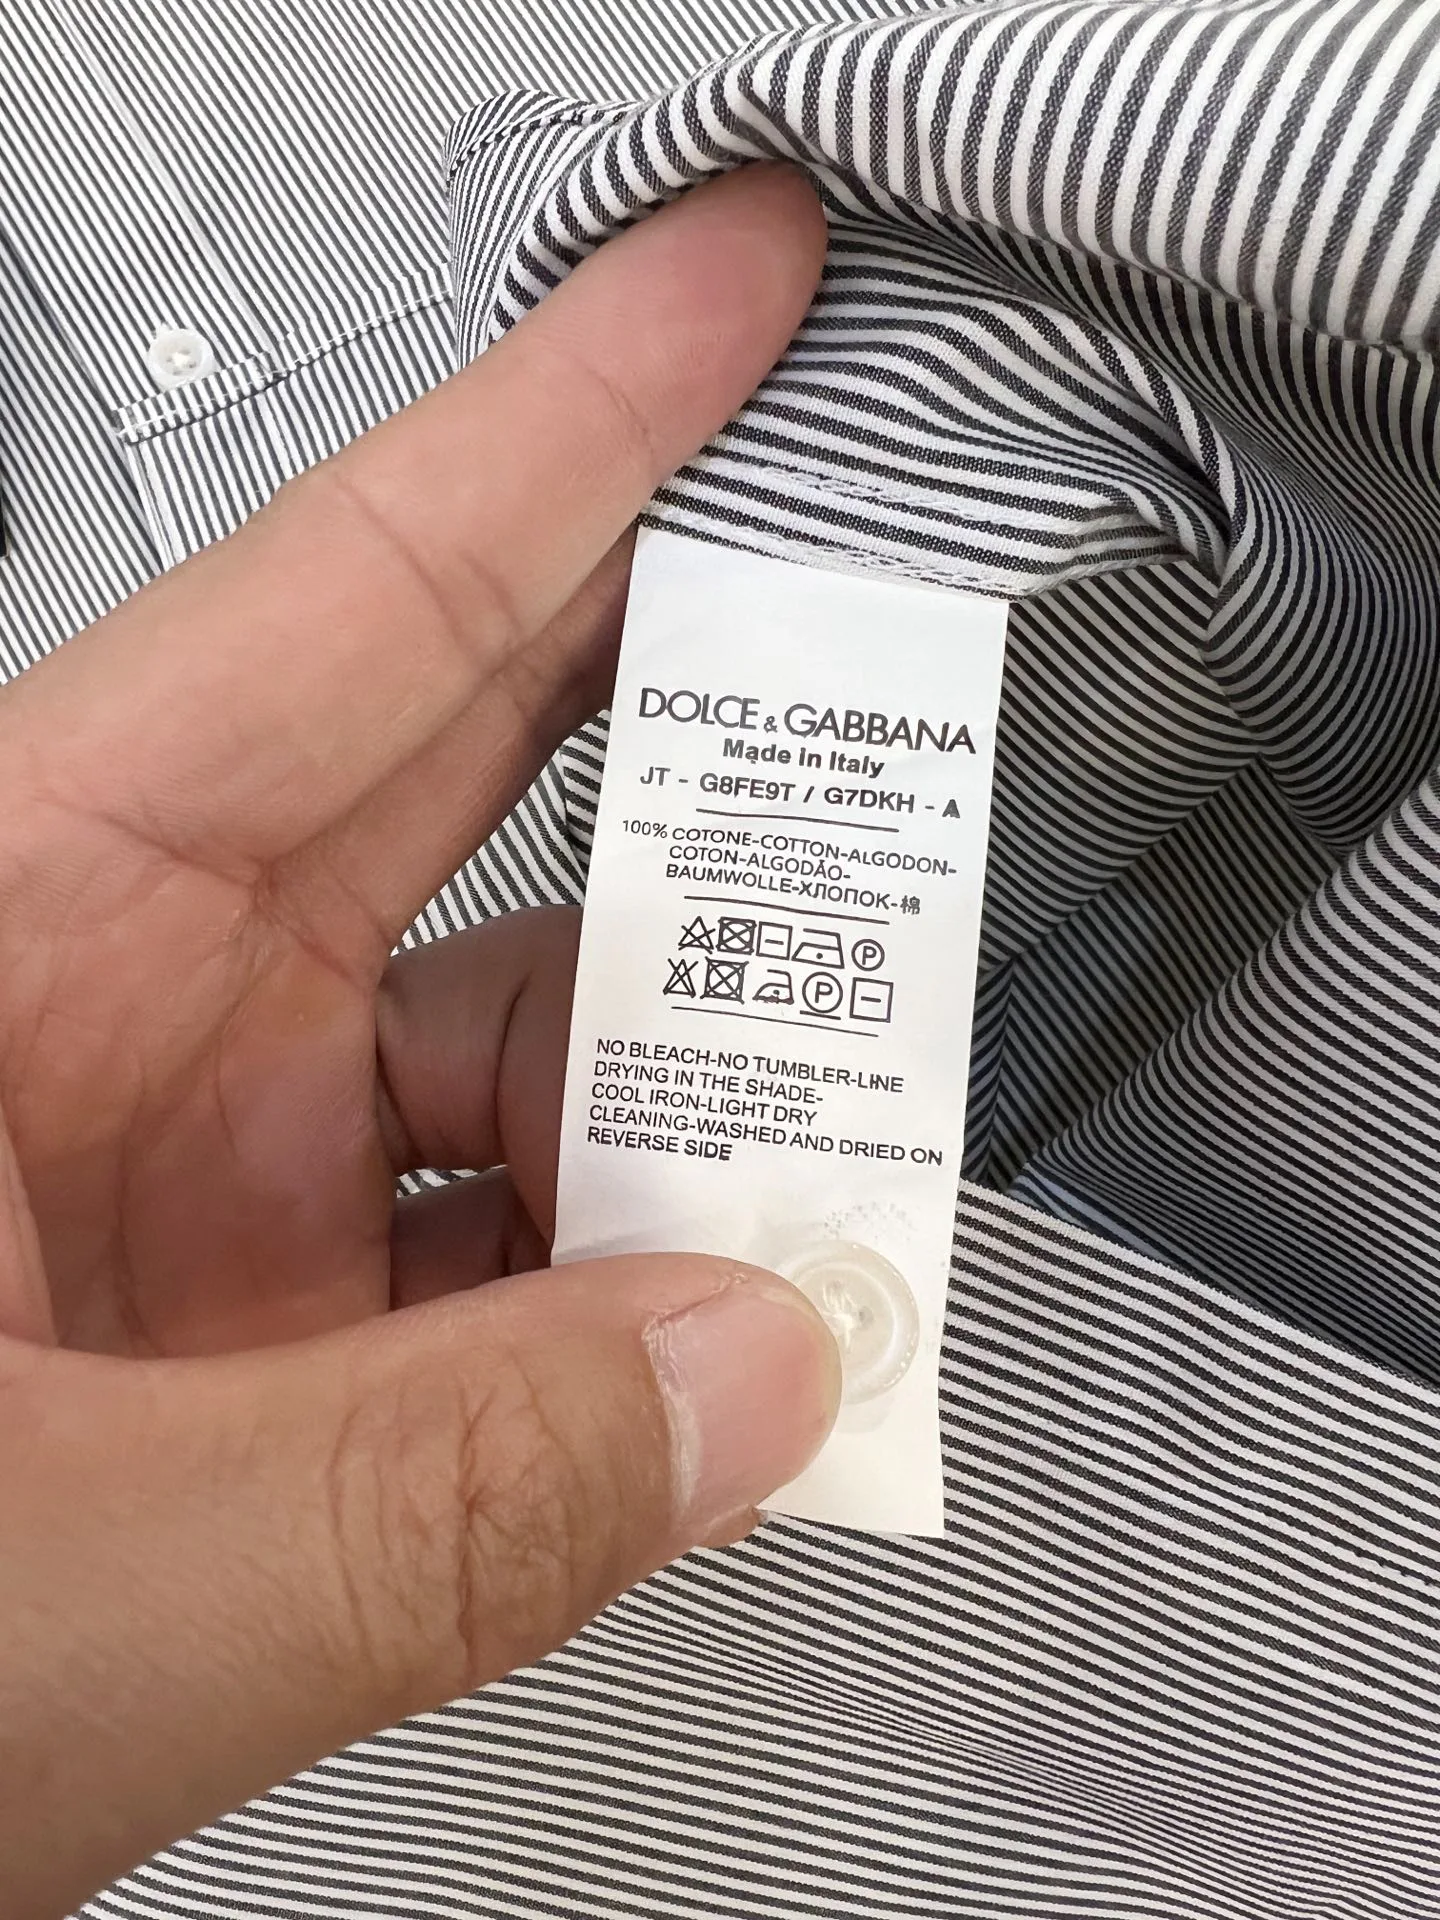 DOLCE & GABBANA
Made in Italy
JT - G8FE9T / G7DKH - A
100% COTONE-COTTON-ALGODON-
COTON-ALGODÃO-
BAUMWOLLE-ХЛОПОК-棉
P
P
NO BLEACH-NO TUMBLER-LINE
DRYING IN THE SHADE-
COOL IRON-LIGHT DRY
CLEANING-WASHED AND DRIED ON
REVERSE SIDE